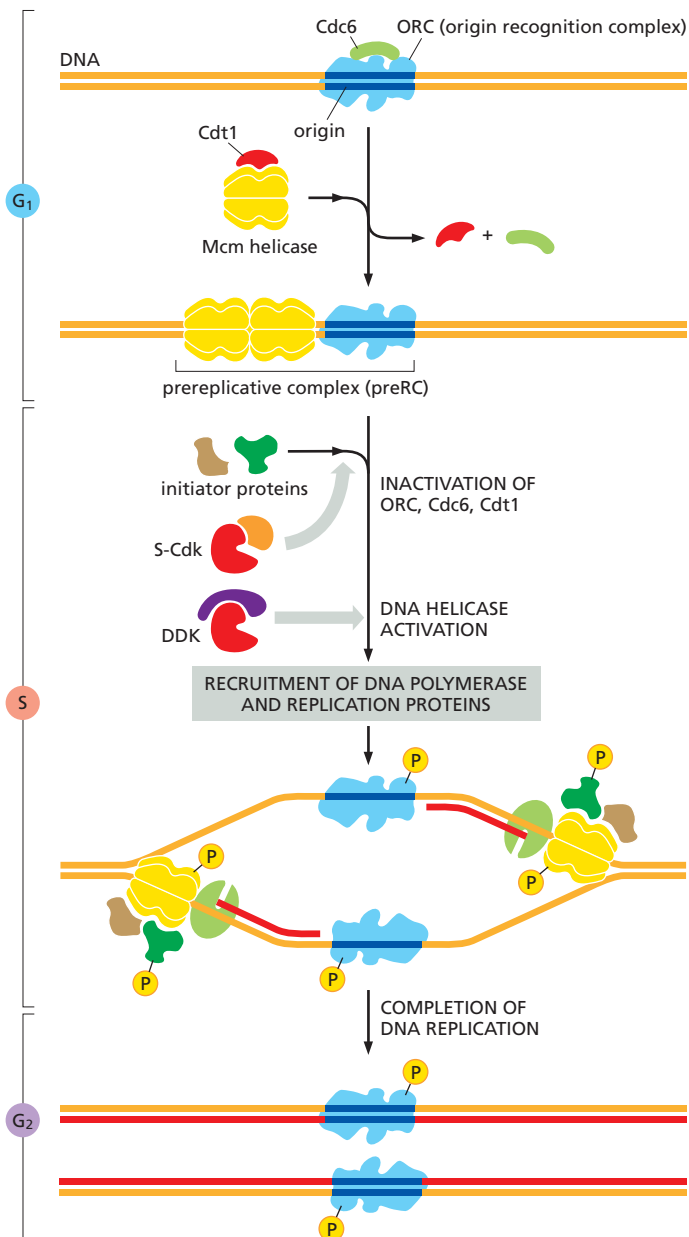 Cdc6
ORC (origin recognition complex)
DNA
origin
Cdt1
G1
Mcm helicase
+
prereplicative complex (preRC)
initiator proteins
INACTIVATION OF
ORC, Cdc6, Cdt1
S-Cdk
DDK
DNA HELICASE
ACTIVATION
RECRUITMENT OF DNA POLYMERASE
AND REPLICATION PROTEINS
S
P
P
P
P
P
P
COMPLETION OF
DNA REPLICATION
P
G2
P